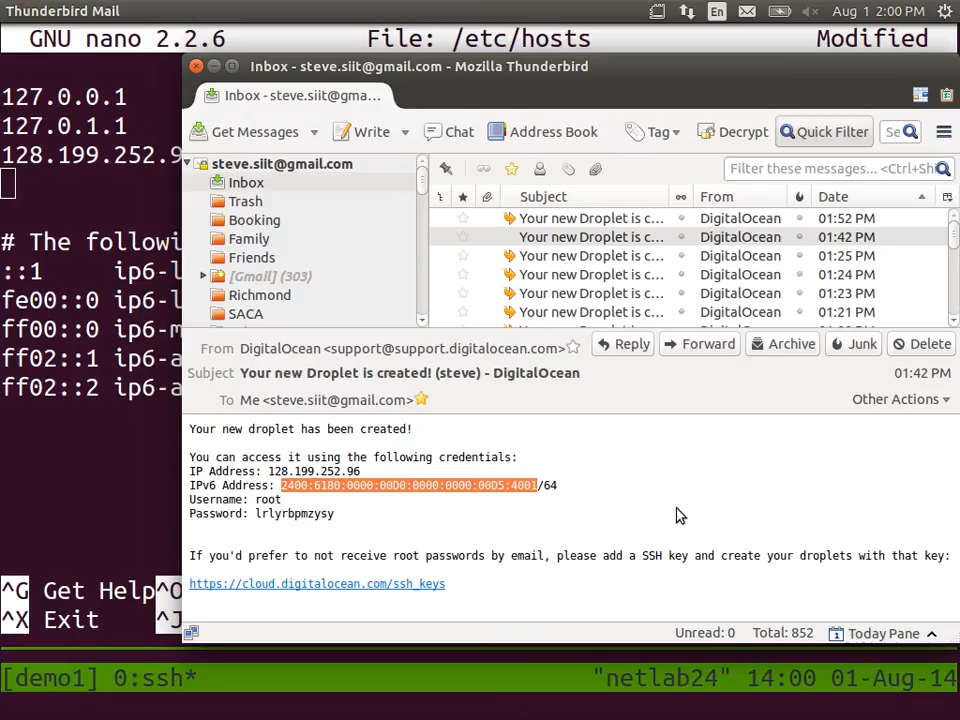 Thunderbird Mail
En
Aug 1 2:00 PM
GNU nano 2.2.6 File: /etc/hosts Modified
127.0.0.1
127.0.1.1
128.199.252.9
# The followi
::1 ip6-l
fe00::0 ip6-l
ff00::0 ip6-m
ff02::1 ip6-a
ff02::2 ip6-a
^G Get Help ^O
^X Exit ^J
Inbox - steve.siit@gmail.com - Mozilla Thunderbird
Inbox - steve.siit@gma...
Get Messages Write Chat Address Book Tag Decrypt Quick Filter Se
steve.siit@gmail.com
Inbox
Trash
Booking
Family
Friends
[Gmail] (303)
Richmond
SACA
Filter these messages... <Ctrl+Sh
Subject From Date
Your new Droplet is c... DigitalOcean 01:52 PM
Your new Droplet is c... DigitalOcean 01:42 PM
Your new Droplet is c... DigitalOcean 01:25 PM
Your new Droplet is c... DigitalOcean 01:24 PM
Your new Droplet is c... DigitalOcean 01:23 PM
Your new Droplet is c... DigitalOcean 01:21 PM
From DigitalOcean <support@support.digitalocean.com> Reply Forward Archive Junk Delete
Subject Your new Droplet is created! (steve) - DigitalOcean 01:42 PM
To Me <steve.siit@gmail.com> Other Actions
Your new droplet has been created!
You can access it using the following credentials:
IP Address: 128.199.252.96
IPv6 Address: 2400:6180:0000:00D0:0000:0000:00D5:4001/64
Username: root
Password: lrlyrbpmzysy
If you'd prefer to not receive root passwords by email, please add a SSH key and create your droplets with that key:
https://cloud.digitalocean.com/ssh_keys
Unread: 0 Total: 852 1 Today Pane
[demo1] 0:ssh* "netlab24" 14:00 01-Aug-14